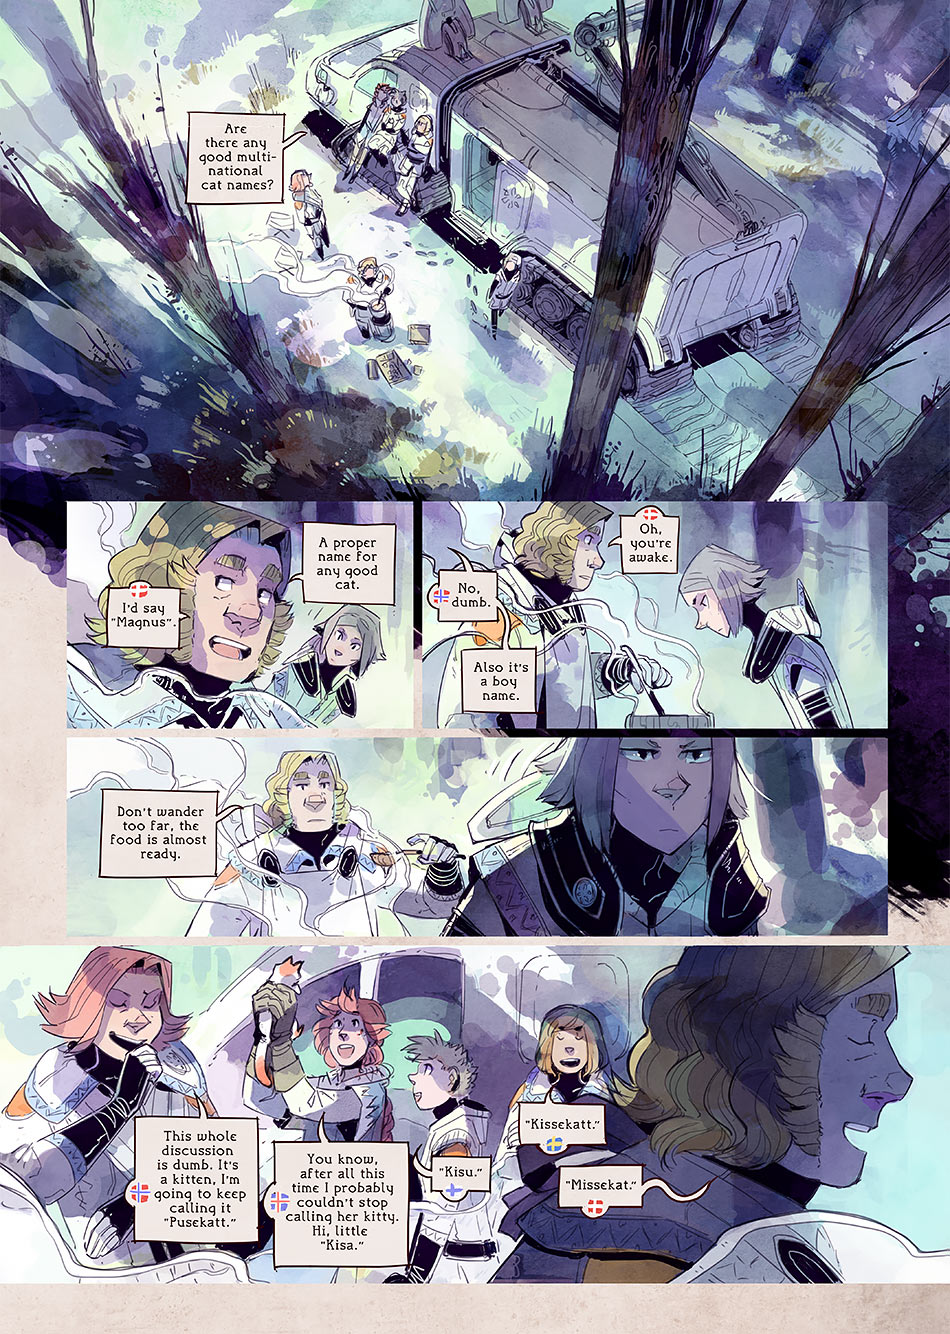 Are
there any
good multi-
national
cat names?
I'd say
"Magnus".
A proper
name for
any good
cat.
Oh,
you're
awake.
No,
dumb.
Also it's
a boy
name.
Don't wander
too far, the
food is almost
ready.
This whole
discussion
is dumb. It's
a kitten, I'm
going to keep
calling it
"Pusekatt."
You know,
after all this
time I probably
couldn't stop
calling her kitty.
Hi, little
"Kisa."
"Kisu."
"Kissekatt."
"Missekat."